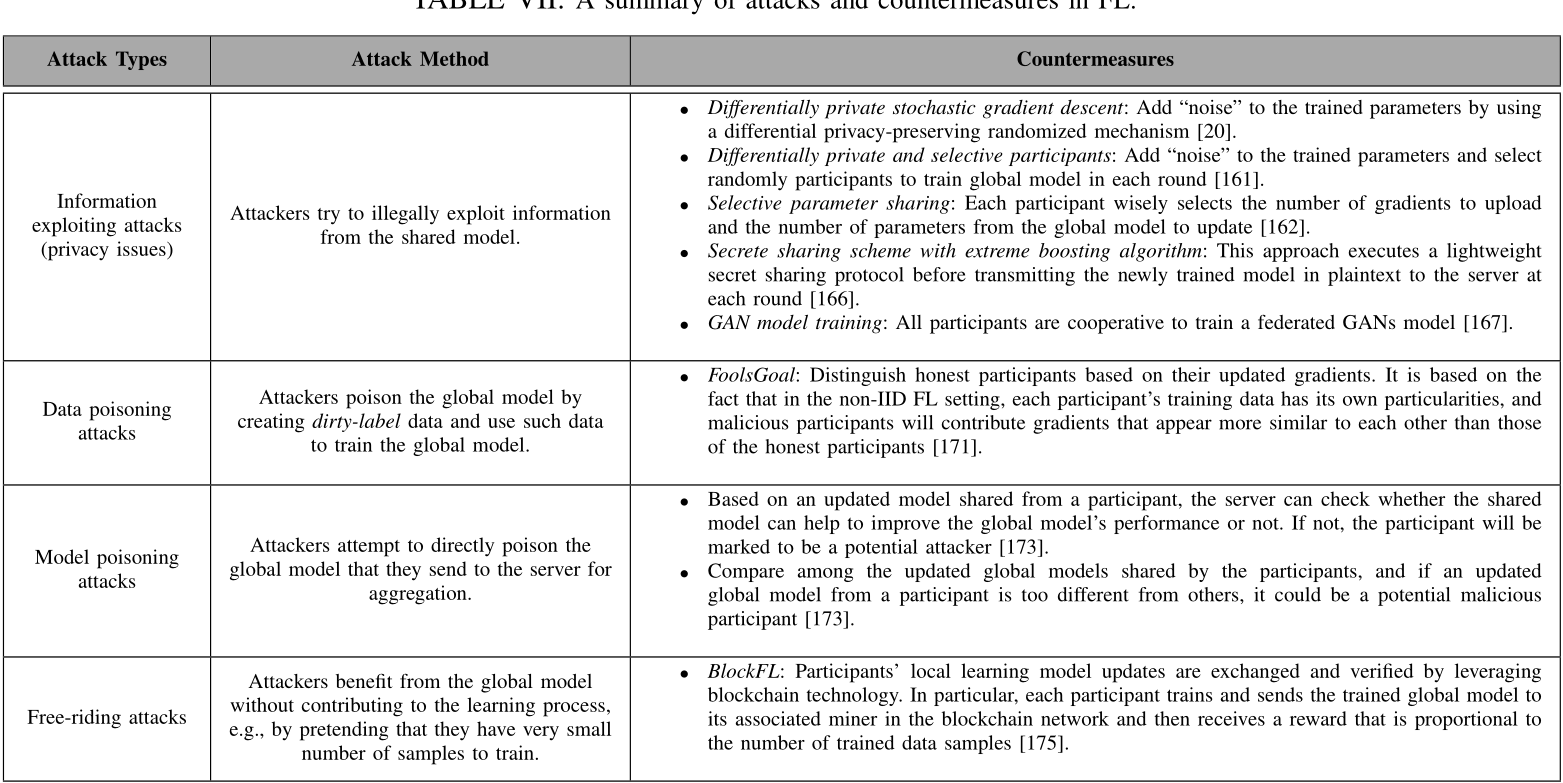 TABLE VII: A summary of attacks and countermeasures in FL.
Attack Types
Attack Method
Countermeasures
Information
exploiting attacks
(privacy issues)
Attackers try to illegally exploit information
from the shared model.
• Differentially private stochastic gradient descent: Add “noise” to the trained parameters by using
a differential privacy-preserving randomized mechanism [20].
• Differentially private and selective participants: Add “noise” to the trained parameters and select
randomly participants to train global model in each round [161].
• Selective parameter sharing: Each participant wisely selects the number of gradients to upload
and the number of parameters from the global model to update [162].
• Secrete sharing scheme with extreme boosting algorithm: This approach executes a lightweight
secret sharing protocol before transmitting the newly trained model in plaintext to the server at
each round [166].
• GAN model training: All participants are cooperative to train a federated GANs model [167].
Data poisoning
attacks
Attackers poison the global model by
creating dirty-label data and use such data
to train the global model.
• FoolsGoal: Distinguish honest participants based on their updated gradients. It is based on the
fact that in the non-IID FL setting, each participant’s training data has its own particularities, and
malicious participants will contribute gradients that appear more similar to each other than those
of the honest participants [171].
Model poisoning
attacks
Attackers attempt to directly poison the
global model that they send to the server for
aggregation.
• Based on an updated model shared from a participant, the server can check whether the shared
model can help to improve the global model’s performance or not. If not, the participant will be
marked to be a potential attacker [173].
• Compare among the updated global models shared by the participants, and if an updated
global model from a participant is too different from others, it could be a potential malicious
participant [173].
Free-riding attacks
Attackers benefit from the global model
without contributing to the learning process,
e.g., by pretending that they have very small
number of samples to train.
• BlockFL: Participants’ local learning model updates are exchanged and verified by leveraging
blockchain technology. In particular, each participant trains and sends the trained global model to
its associated miner in the blockchain network and then receives a reward that is proportional to
the number of trained data samples [175].